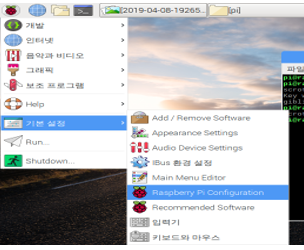 2019-04-08-19265...
[pi]
개발
인터넷
음악과 비디오
그래픽
보조 프로그램
Help
기본 설정
Run...
Shutdown...
Add / Remove Software
Appearance Settings
Audio Device Settings
iBus 환경 설정
Main Menu Editor
Raspberry Pi Configuration
Recommended Software
입력기
키보드와 마우스
파일